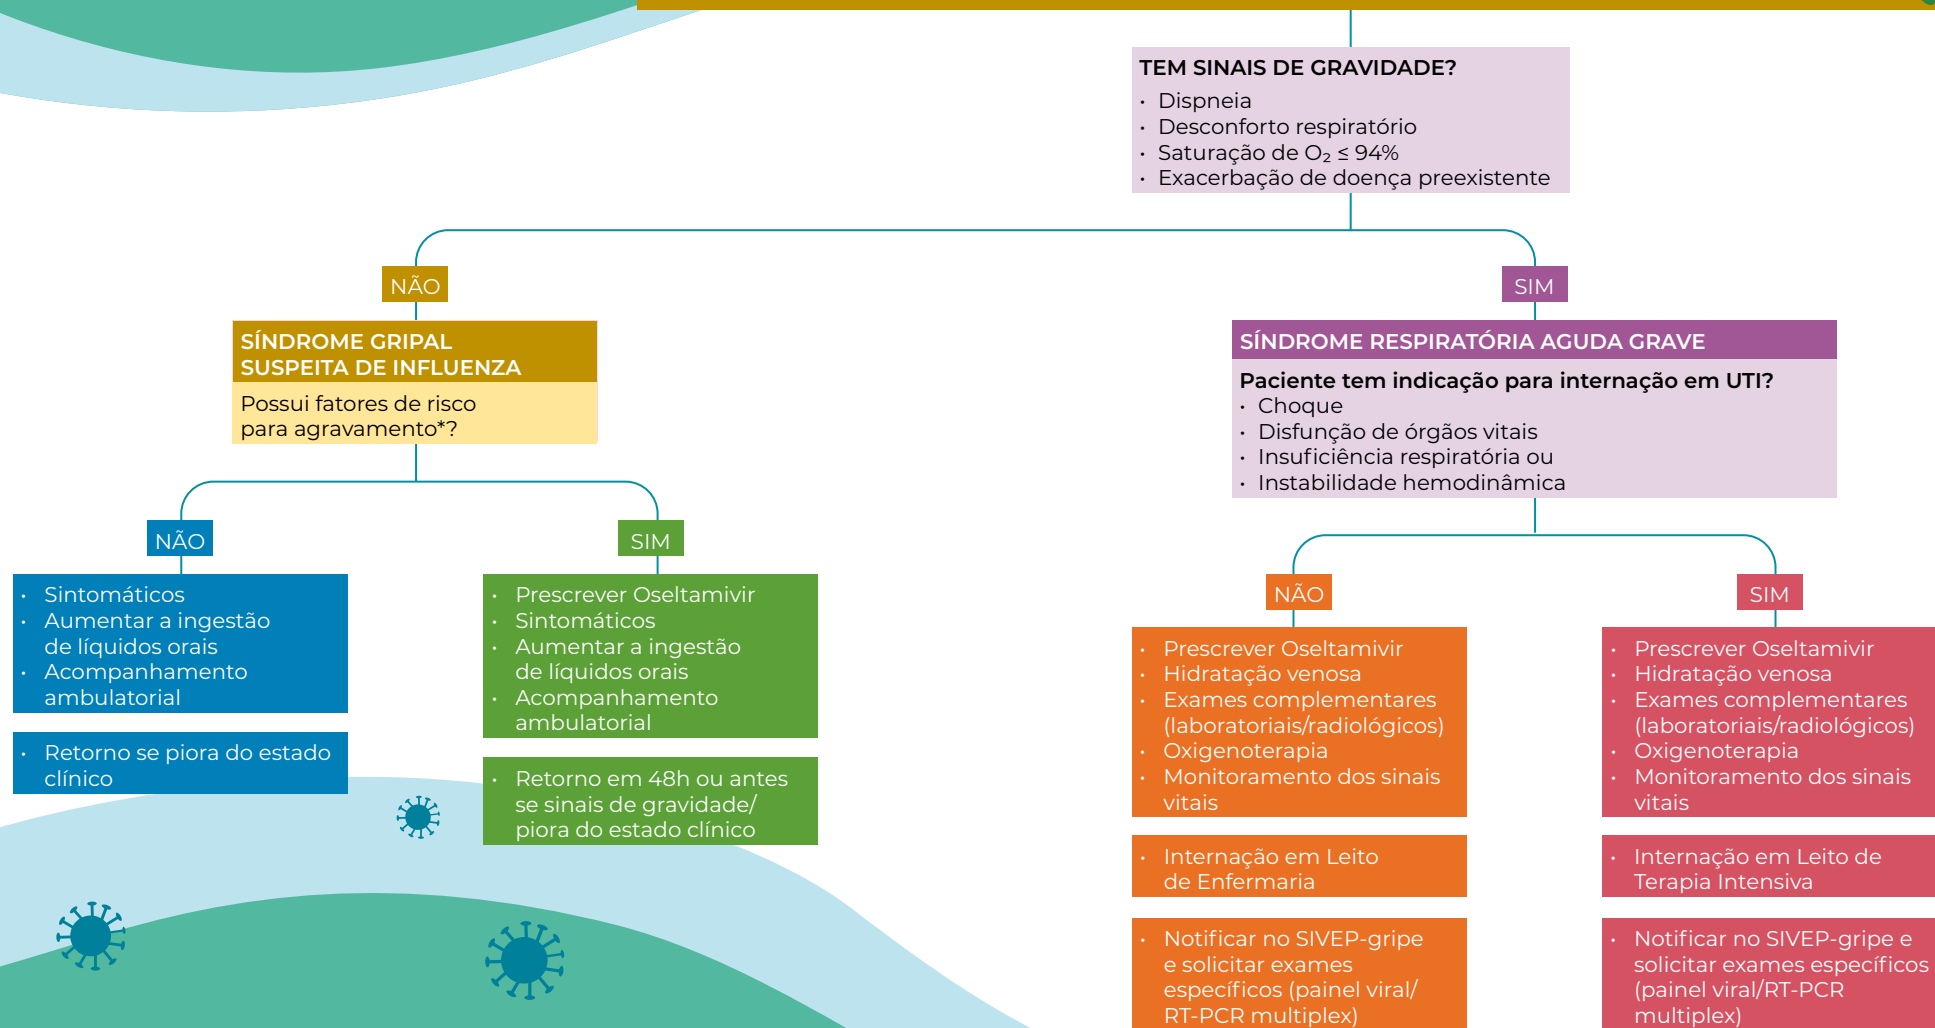 TEM SINAIS DE GRAVIDADE?
• Dispneia
• Desconforto respiratório
• Saturação de O₂ ≤ 94%
• Exacerbação de doença preexistente
NÃO
SIM
SÍNDROME GRIPAL
SUSPEITA DE INFLUENZA
Possui fatores de risco
para agravamento*?
SÍNDROME RESPIRATÓRIA AGUDA GRAVE
Paciente tem indicação para internação em UTI?
• Choque
• Disfunção de órgãos vitais
• Insuficiência respiratória ou
• Instabilidade hemodinâmica
NÃO
• Sintomáticos
• Aumentar a ingestão
de líquidos orais
• Acompanhamento
ambulatorial
• Retorno se piora do estado
clínico
SIM
• Prescrever Oseltamivir
• Sintomáticos
• Aumentar a ingestão
de líquidos orais
• Acompanhamento
ambulatorial
• Retorno em 48h ou antes
se sinais de gravidade/
piora do estado clínico
NÃO
• Prescrever Oseltamivir
• Hidratação venosa
• Exames complementares
(laboratoriais/radiológicos)
• Oxigenoterapia
• Monitoramento dos sinais
vitais
• Internação em Leito
de Enfermaria
• Notificar no SIVEP-gripe
e solicitar exames
específicos (painel viral/
RT-PCR multiplex)
SIM
• Prescrever Oseltamivir
• Hidratação venosa
• Exames complementares
(laboratoriais/radiológicos)
• Oxigenoterapia
• Monitoramento dos sinais
vitais
• Internação em Leito de
Terapia Intensiva
• Notificar no SIVEP-gripe e
solicitar exames específicos
(painel viral/RT-PCR
multiplex)